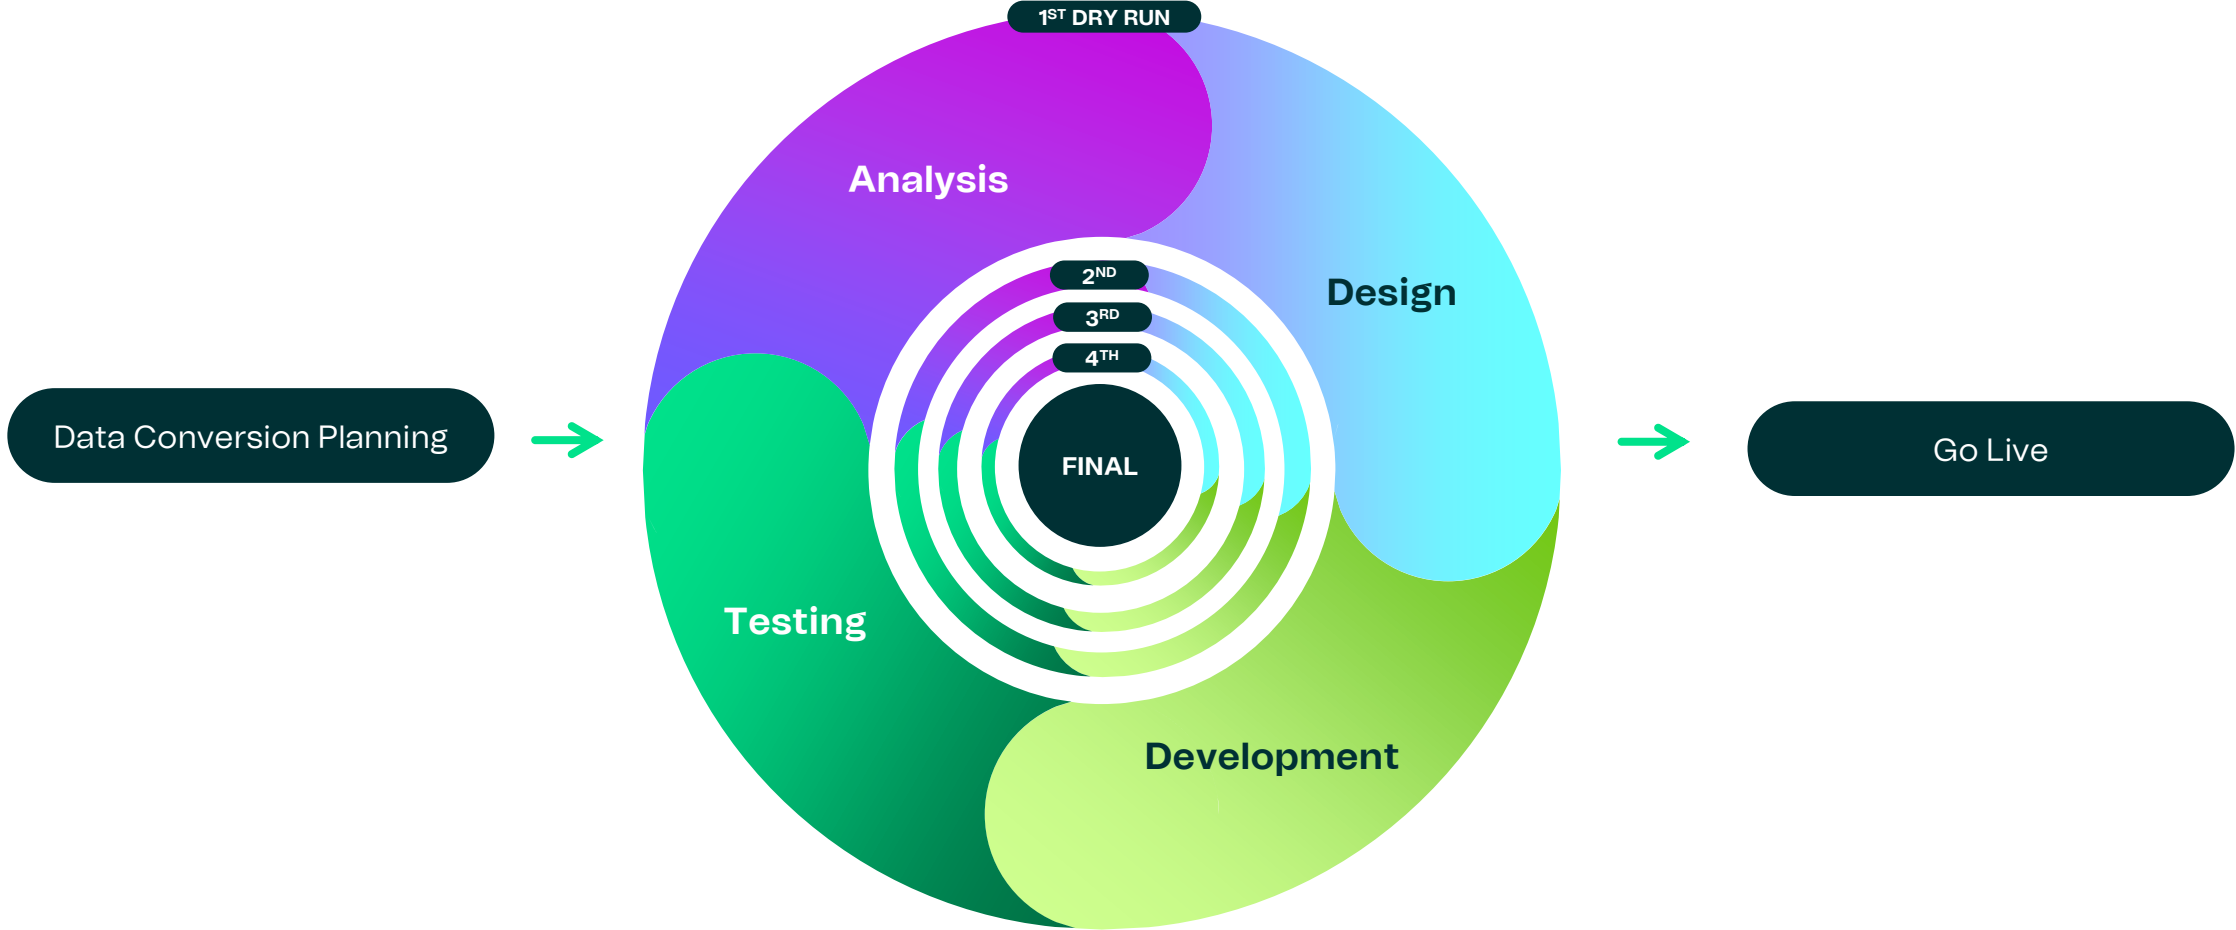 1ST DRY RUN
Analysis
Design
2ND
3RD
4TH
Data Conversion Planning
FINAL
Go Live
Testing
Development